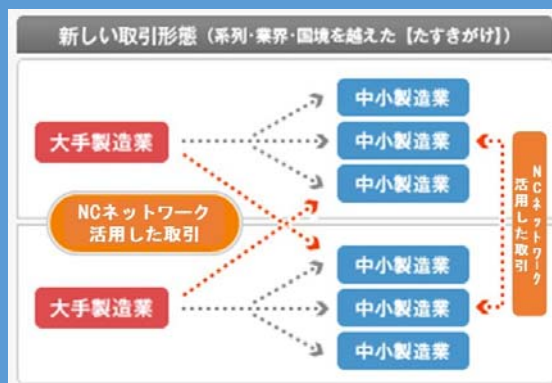 新しい取引形態（系列・業界・国境を越えた【たすきがけ】）
中小製造業
大手製造業
中小製造業
中小製造業
NCネットワーク
活用した取引
NCネットワーク
活用した取引
中小製造業
大手製造業
中小製造業
中小製造業